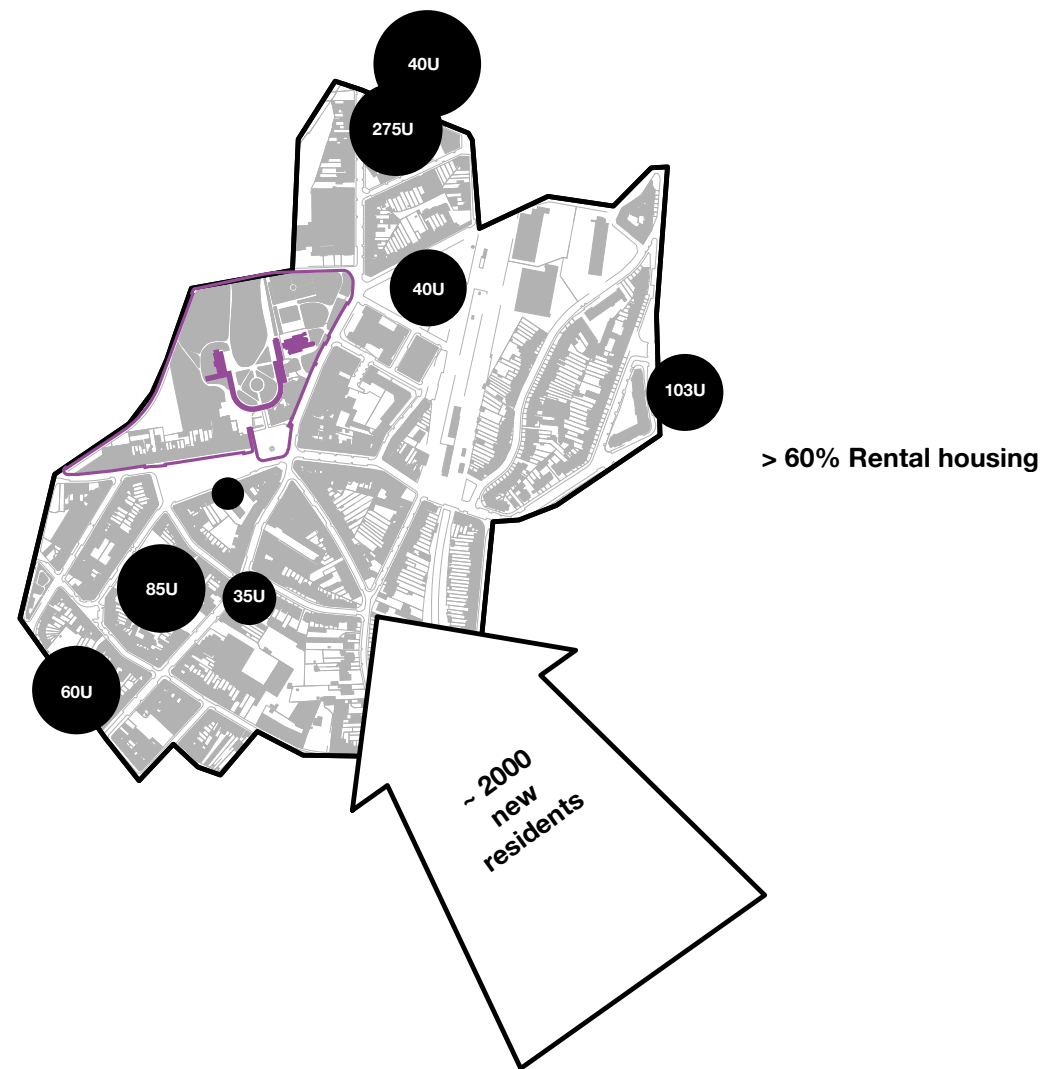 40U
275U
40U
103U
> 60% Rental housing
85U
35U
60U
~ 2000
new
residents